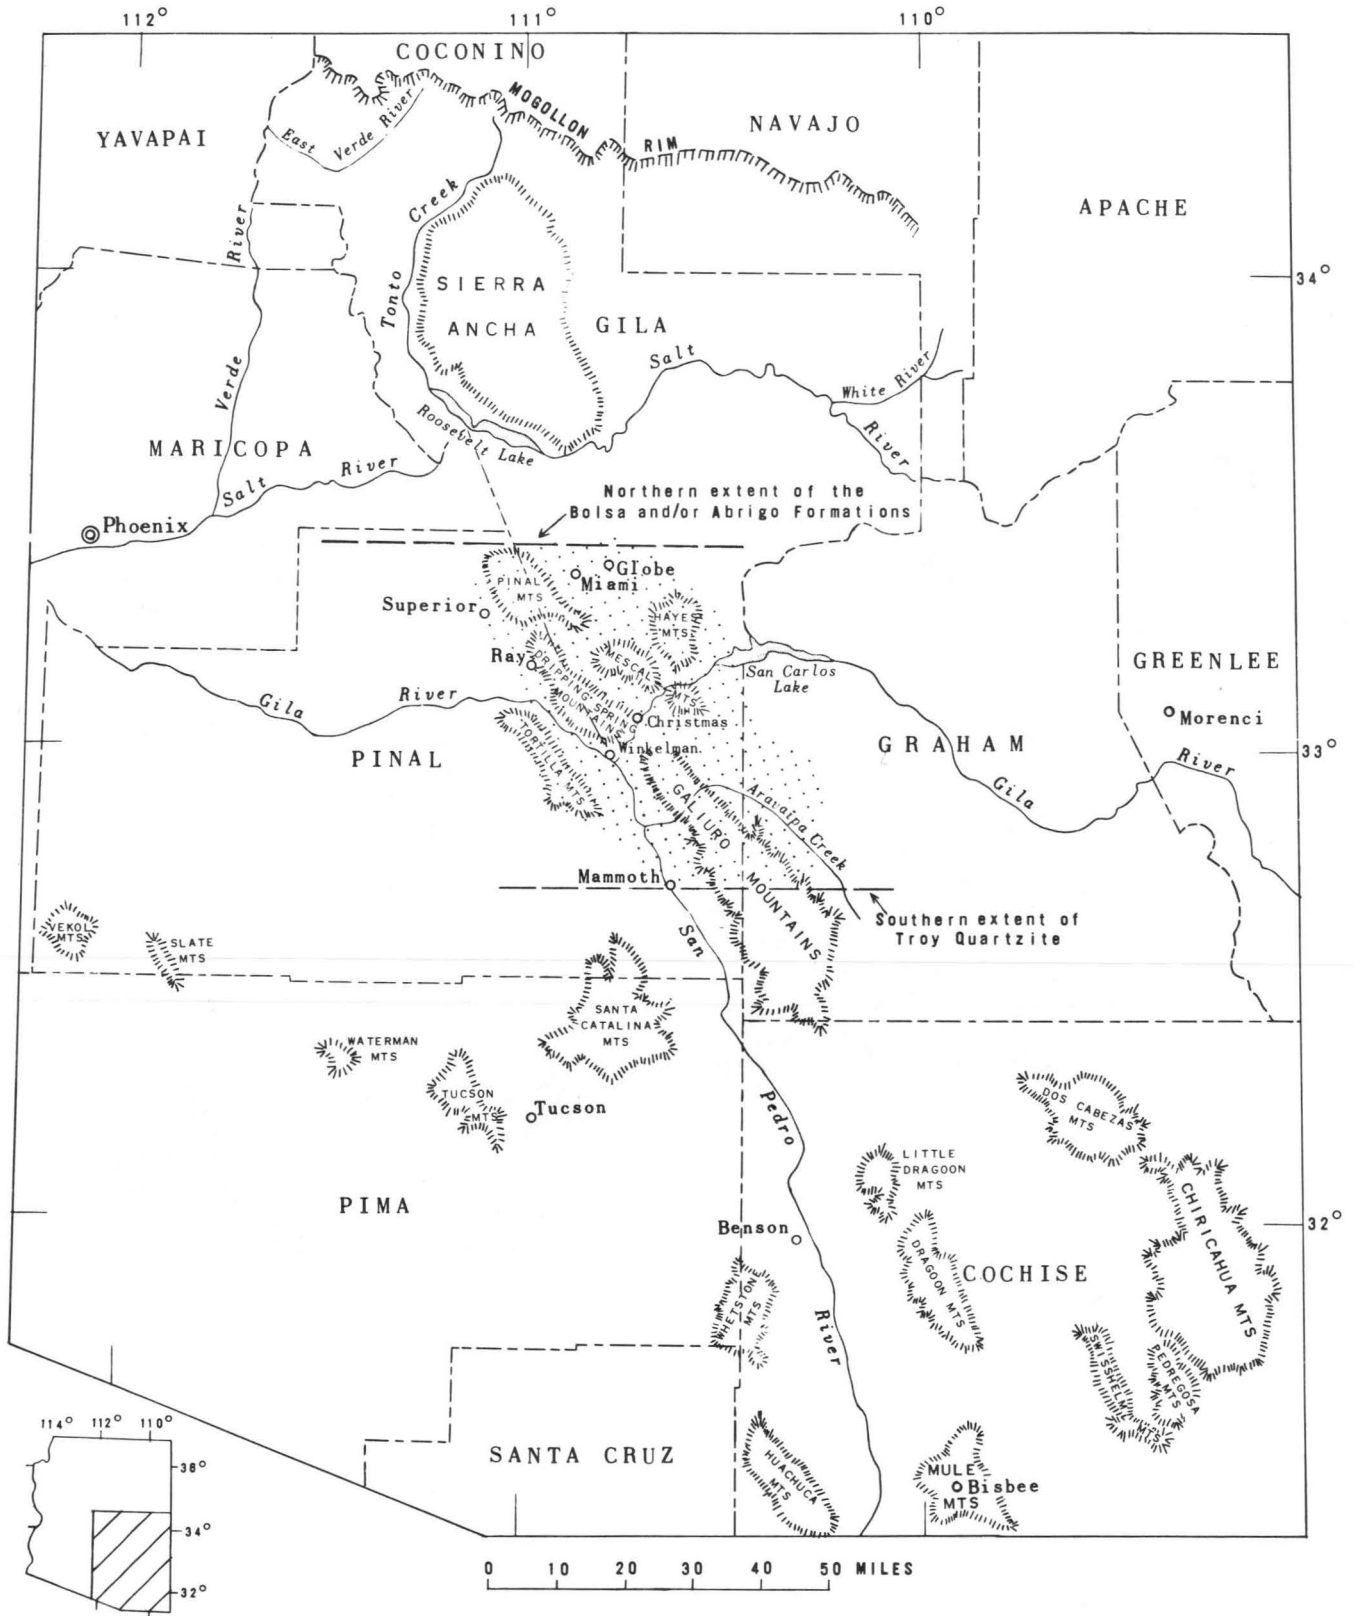 112°
111°
110°
COCONINO
MOGOLLON
RIM
NAVAJO
YAVAPAI
East
Verde River
APACHE
Creek
River
Tonto
SIERRA
ANCHA
34°
GILA
Salt
White River
River
Verde
Roosevelt Lake
MARICOPA
Salt
River
Phoenix
Northern extent of the
Bolsa and/or Abrigo Formations
PINAL
MTS
Globe
Miami
Superior
HAYES
MTS
Ray
MESCAL
MTS
DRIPPING SPRING
MOUNTAINS
San Carlos
Lake
GREENLEE
Gila
River
Christmas
Morenci
Winkelman
TORTILLA MTS
PINAL
GRAHAM
33°
River
Gila
GALIURO
MOUNTAINS
Aravaipa Creek
Mammoth
Southern extent of
Troy Quartzite
VEKOL
MTS
SLATE
MTS
San
SANTA
CATALINA
MTS
WATERMAN
MTS
TUCSON
MTS
Tucson
Pedro
DOS CABEZAS
MTS
LITTLE
DRAGOON
MTS
PIMA
CHIRICAHUA MTS
32°
Benson
DRAGOON MTS
COCHISE
WHETSTONE
MTS
River
SWISSHELM MTS
PEDREGOSA
MTS
SANTA CRUZ
HUACHUCA
MTS
MULE
MTS
Bisbee
114°
112°
110°
36°
34°
32°
0 10 20 30 40 50 MILES